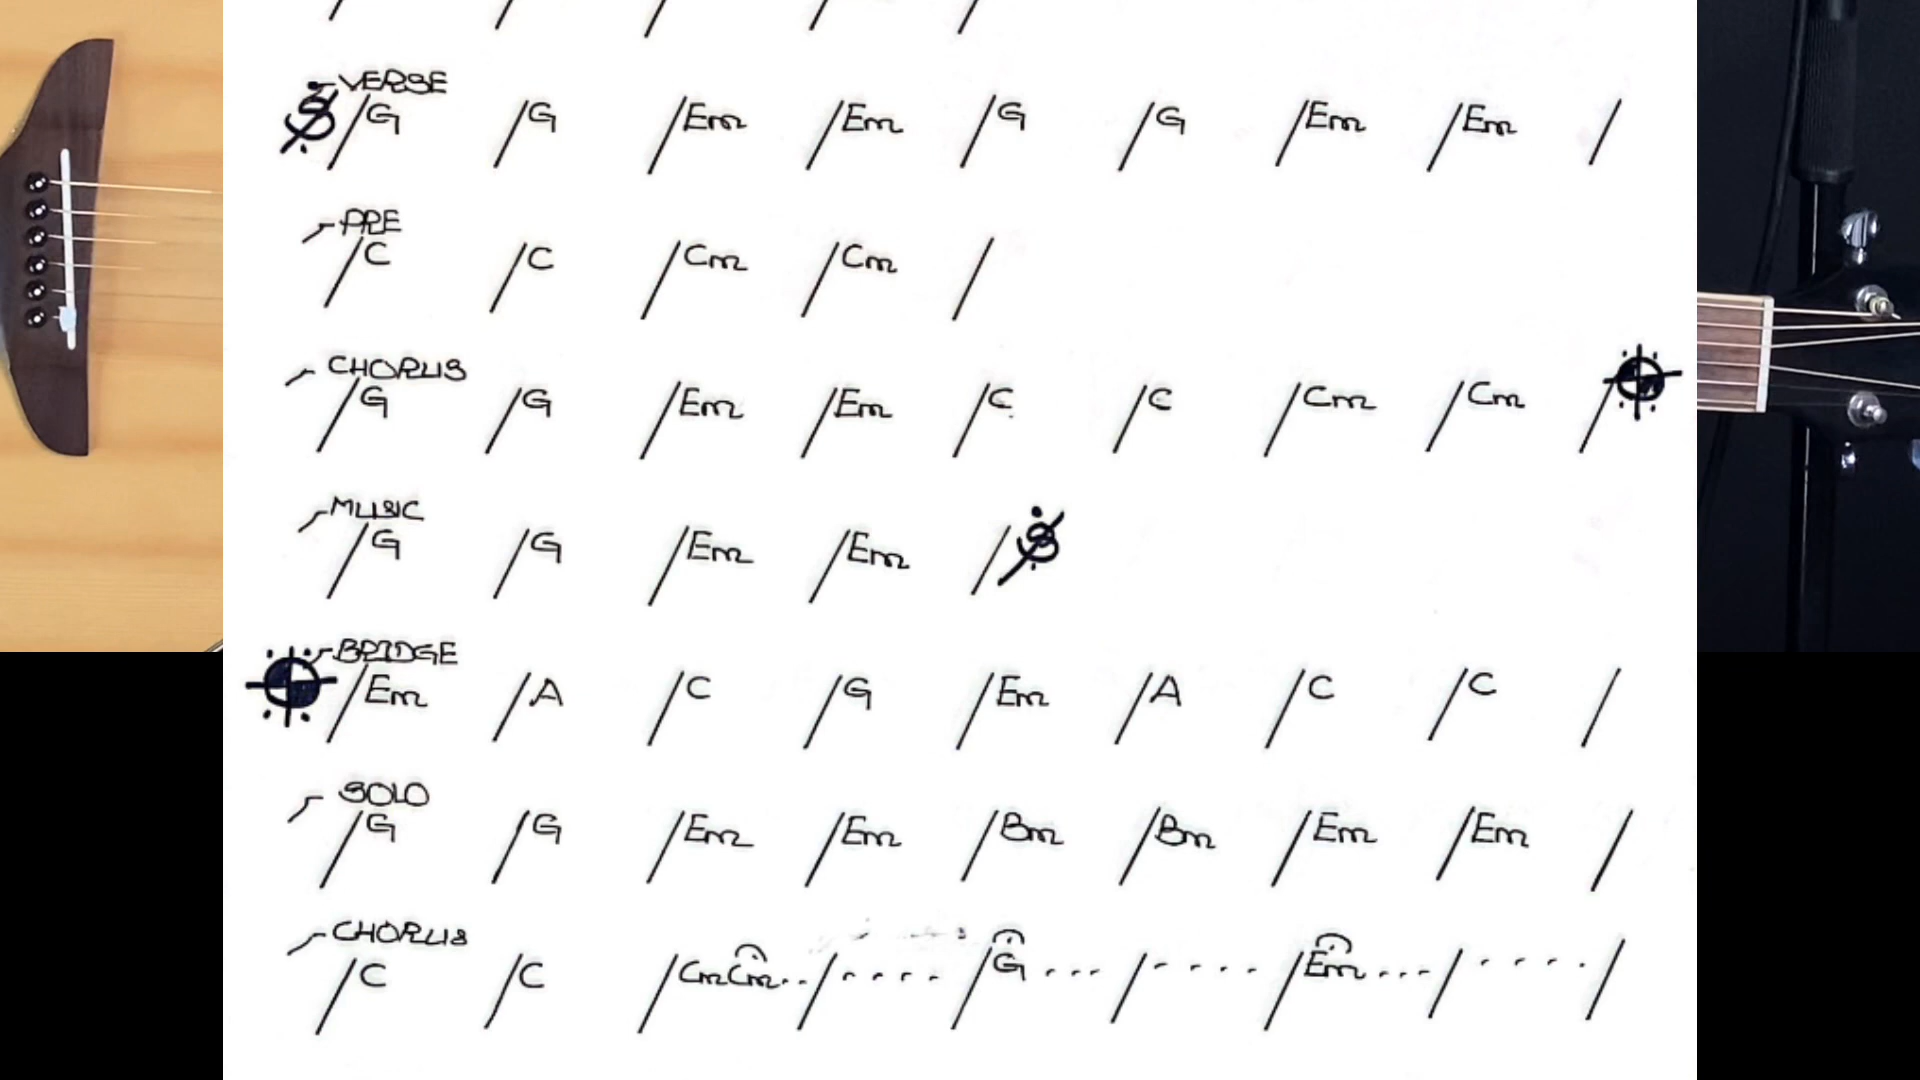 VERSE
/G /G /Em /Em /G /G /Em /Em /
PRE
/C /C /Cm /Cm /
CHORUS
/G /G /Em /Em /C /C /Cm /Cm /
MUSIC
/G /G /Em /Em /
BRIDGE
/Em /A /C /G /Em /A /C /C /
SOLO
/G /G /Em /Em /Bm /Bm /Em /Em /
CHORUS
/C /C /Cm Cm.. /.... /G... /.... /Em... /.... /